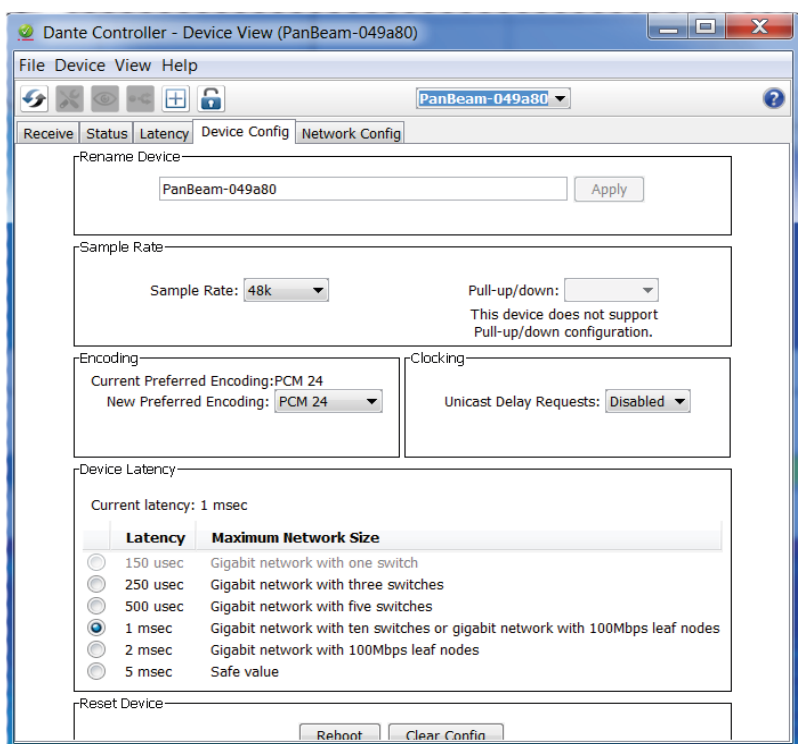 Dante Controller - Device View (PanBeam-049a80)
File Device View Help
PanBeam-049a80
Receive Status Latency Device Config Network Config
Rename Device
PanBeam-049a80 Apply
Sample Rate
Sample Rate: 48k Pull-up/down:
This device does not support
Pull-up/down configuration.
Encoding Clocking
Current Preferred Encoding:PCM 24
New Preferred Encoding: PCM 24 Unicast Delay Requests: Disabled
Device Latency
Current latency: 1 msec
Latency Maximum Network Size
150 usec Gigabit network with one switch
250 usec Gigabit network with three switches
500 usec Gigabit network with five switches
1 msec Gigabit network with ten switches or gigabit network with 100Mbps leaf nodes
2 msec Gigabit network with 100Mbps leaf nodes
5 msec Safe value
Reset Device
Reboot Clear Config